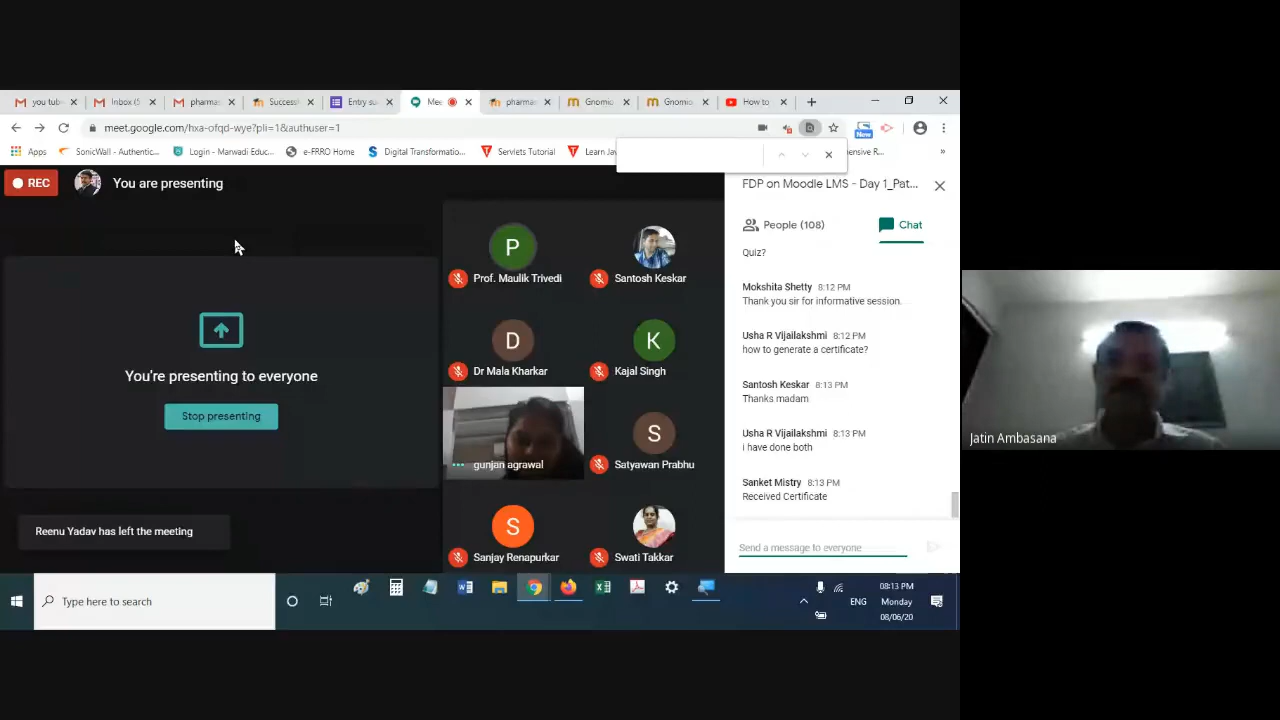 you tub
Inbox (5
pharmas
Success
Entry su
Mee
pharmas
Gnomio
Gnomio
How to
meet.google.com/hxa-ofqd-wye?pli=1&authuser=1
New
Apps
SonicWall - Authentic...
Login - Marwadi Educ...
e-FRRO Home
Digital Transformatio...
Servlets Tutorial
Learn Jav
ensive R...
REC
You are presenting
FDP on Moodle LMS - Day 1_Pat...
People (108)
Chat
You're presenting to everyone
Stop presenting
Reenu Yadav has left the meeting
P
Prof. Maulik Trivedi
Santosh Keskar
D
Dr Mala Kharkar
K
Kajal Singh
gunjan agrawal
S
Satyawan Prabhu
S
Sanjay Renapurkar
Swati Takkar
Quiz?
Mokshita Shetty 8:12 PM
Thank you sir for informative session.
Usha R Vijailakshmi 8:12 PM
how to generate a certificate?
Santosh Keskar 8:13 PM
Thanks madam
Usha R Vijailakshmi 8:13 PM
i have done both
Sanket Mistry 8:13 PM
Received Certificate
Send a message to everyone
Jatin Ambasana
Type here to search
ENG
08:13 PM
Monday
08/06/20